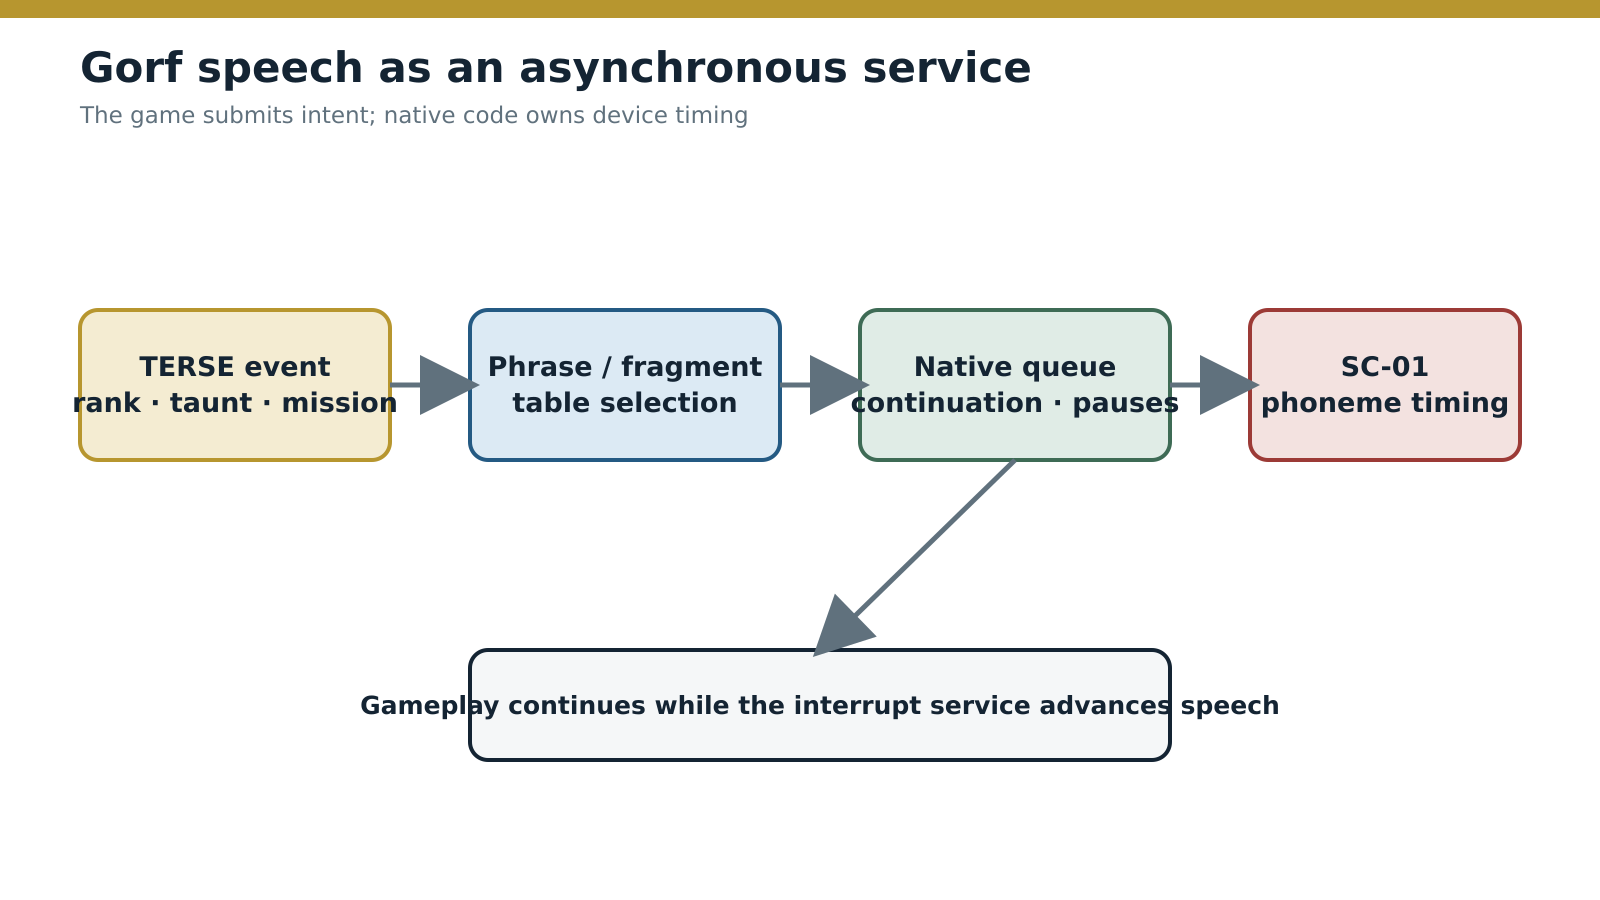 Gorf speech as an asynchronous service
The game submits intent; native code owns device timing
TERSE event
rank · taunt · mission
Phrase / fragment
table selection
Native queue
continuation · pauses
SC-01
phoneme timing
Gameplay continues while the interrupt service advances speech